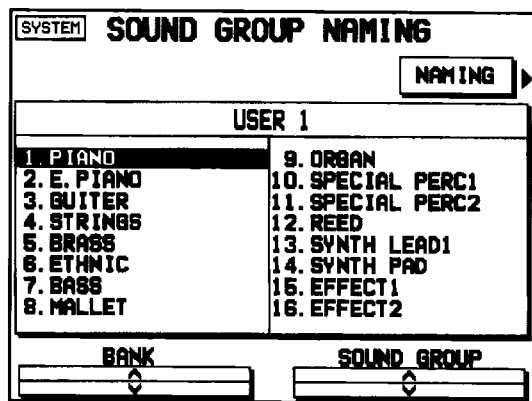 SYSTEM SOUND GROUP NAMING
NAMING
USER 1
1. PIANO
2. E. PIANO
3. GUITER
4. STRINGS
5. BRASS
6. ETHNIC
7. BASS
8. MALLET
9. ORGAN
10. SPECIAL PERC1
11. SPECIAL PERC2
12. REED
13. SYNTH LEAD1
14. SYNTH PAD
15. EFFECT1
16. EFFECT2
BANK
SOUND GROUP